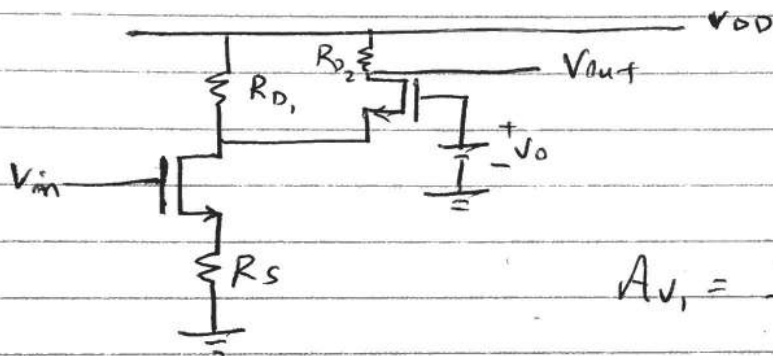 VDD
RD2
Vout
RD1
+
V0
-
Vin
RS
Av1 =